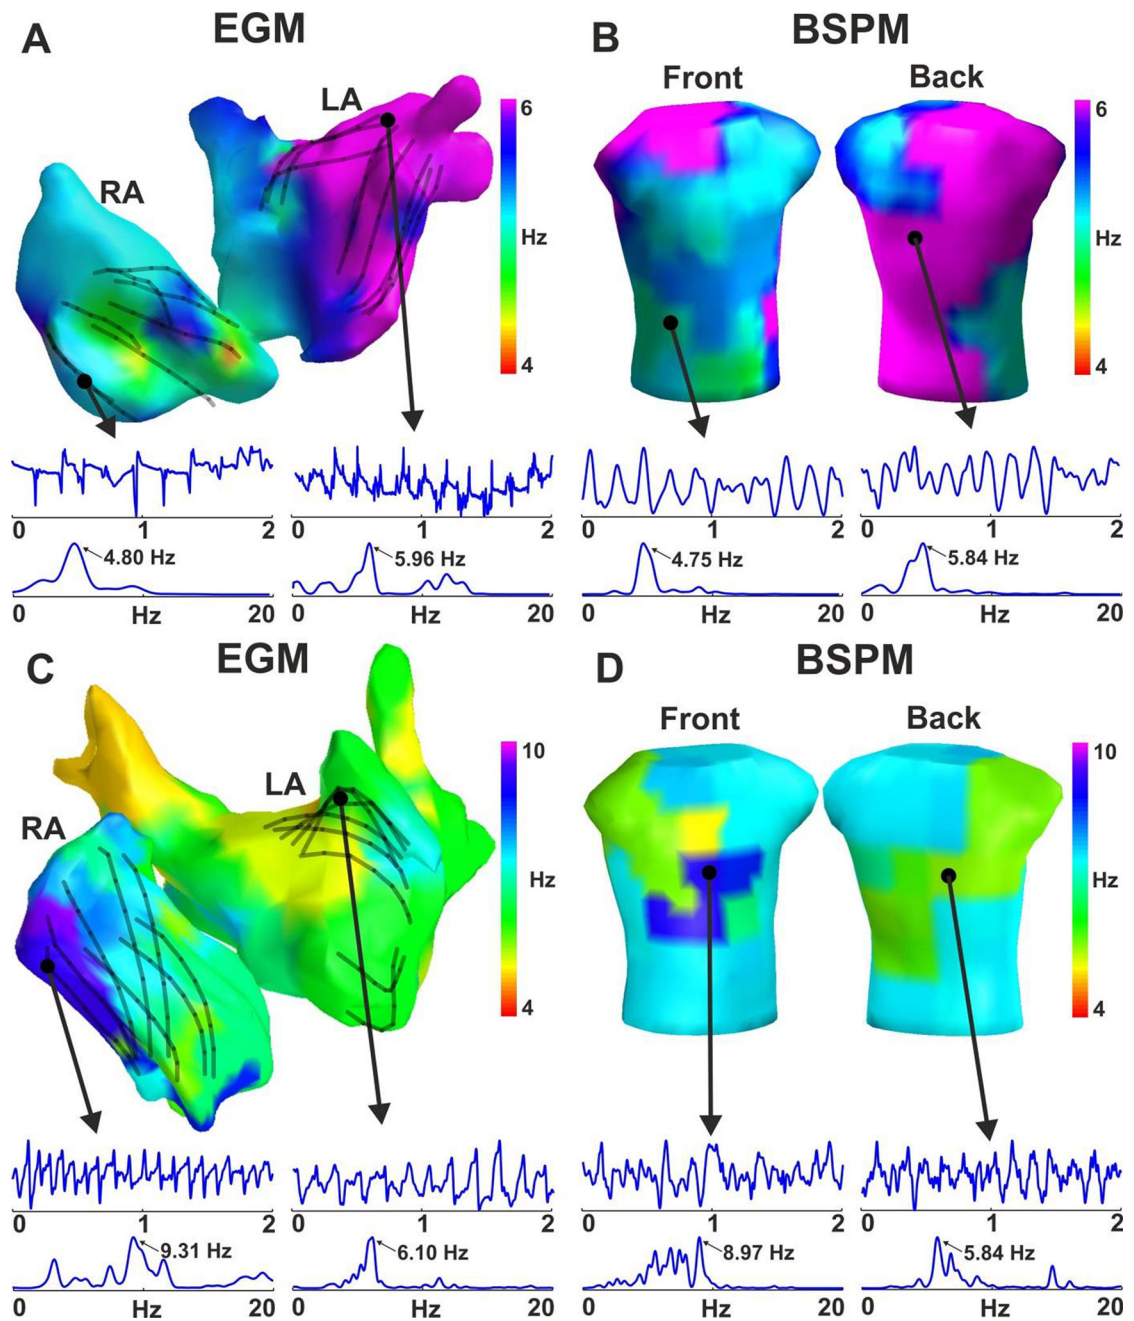 A EGM B BSPM
LA Front Back
RA
6 6
Hz Hz
4 4
0 1 2 0 1 2 0 1 2 0 1 2
4.80 Hz 5.96 Hz 4.75 Hz 5.84 Hz
0 Hz 20 0 Hz 20 0 Hz 20 0 Hz 20
C EGM D BSPM
Front Back
LA
RA
10 10
Hz Hz
4 4
0 1 2 0 1 2 0 1 2 0 1 2
9.31 Hz 6.10 Hz 8.97 Hz 5.84 Hz
0 Hz 20 0 Hz 20 0 Hz 20 0 Hz 20